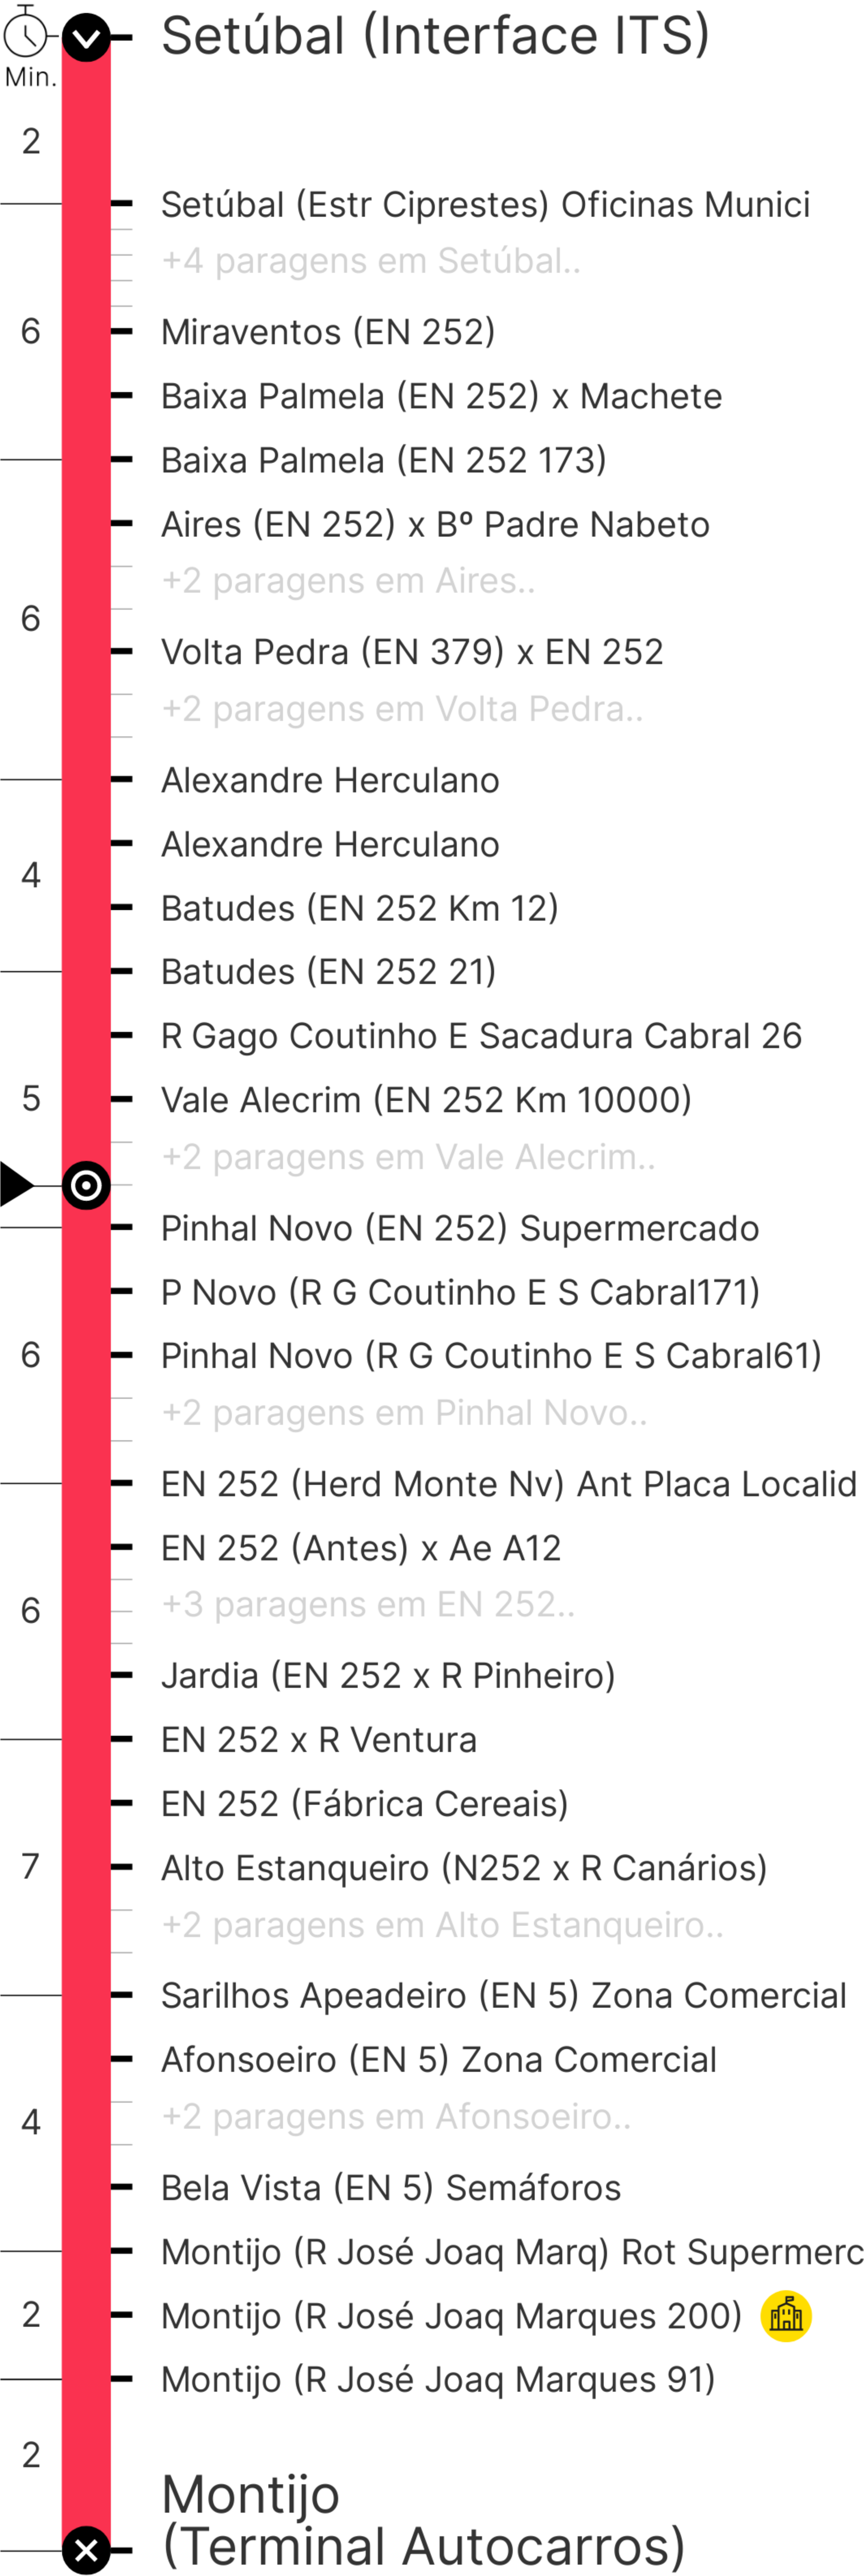 Setúbal (Interface ITS)
Min.
2
Setúbal (Estr Ciprestes) Oficinas Munici
+4 paragens em Setúbal..
6
Miraventos (EN 252)
Baixa Palmela (EN 252) x Machete
Baixa Palmela (EN 252 173)
Aires (EN 252) x Bº Padre Nabeto
+2 paragens em Aires..
6
Volta Pedra (EN 379) x EN 252
+2 paragens em Volta Pedra..
Alexandre Herculano
Alexandre Herculano
4
Batudes (EN 252 Km 12)
Batudes (EN 252 21)
R Gago Coutinho E Sacadura Cabral 26
5
Vale Alecrim (EN 252 Km 10000)
+2 paragens em Vale Alecrim..
Pinhal Novo (EN 252) Supermercado
P Novo (R G Coutinho E S Cabral171)
6
Pinhal Novo (R G Coutinho E S Cabral61)
+2 paragens em Pinhal Novo..
EN 252 (Herd Monte Nv) Ant Placa Localid
EN 252 (Antes) x Ae A12
+3 paragens em EN 252..
6
Jardia (EN 252 x R Pinheiro)
EN 252 x R Ventura
EN 252 (Fábrica Cereais)
7
Alto Estanqueiro (N252 x R Canários)
+2 paragens em Alto Estanqueiro..
Sarilhos Apeadeiro (EN 5) Zona Comercial
Afonsoeiro (EN 5) Zona Comercial
+2 paragens em Afonsoeiro..
4
Bela Vista (EN 5) Semáforos
Montijo (R José Joaq Marq) Rot Supermerc
2
Montijo (R José Joaq Marques 200)
Montijo (R José Joaq Marques 91)
2
Montijo
(Terminal Autocarros)